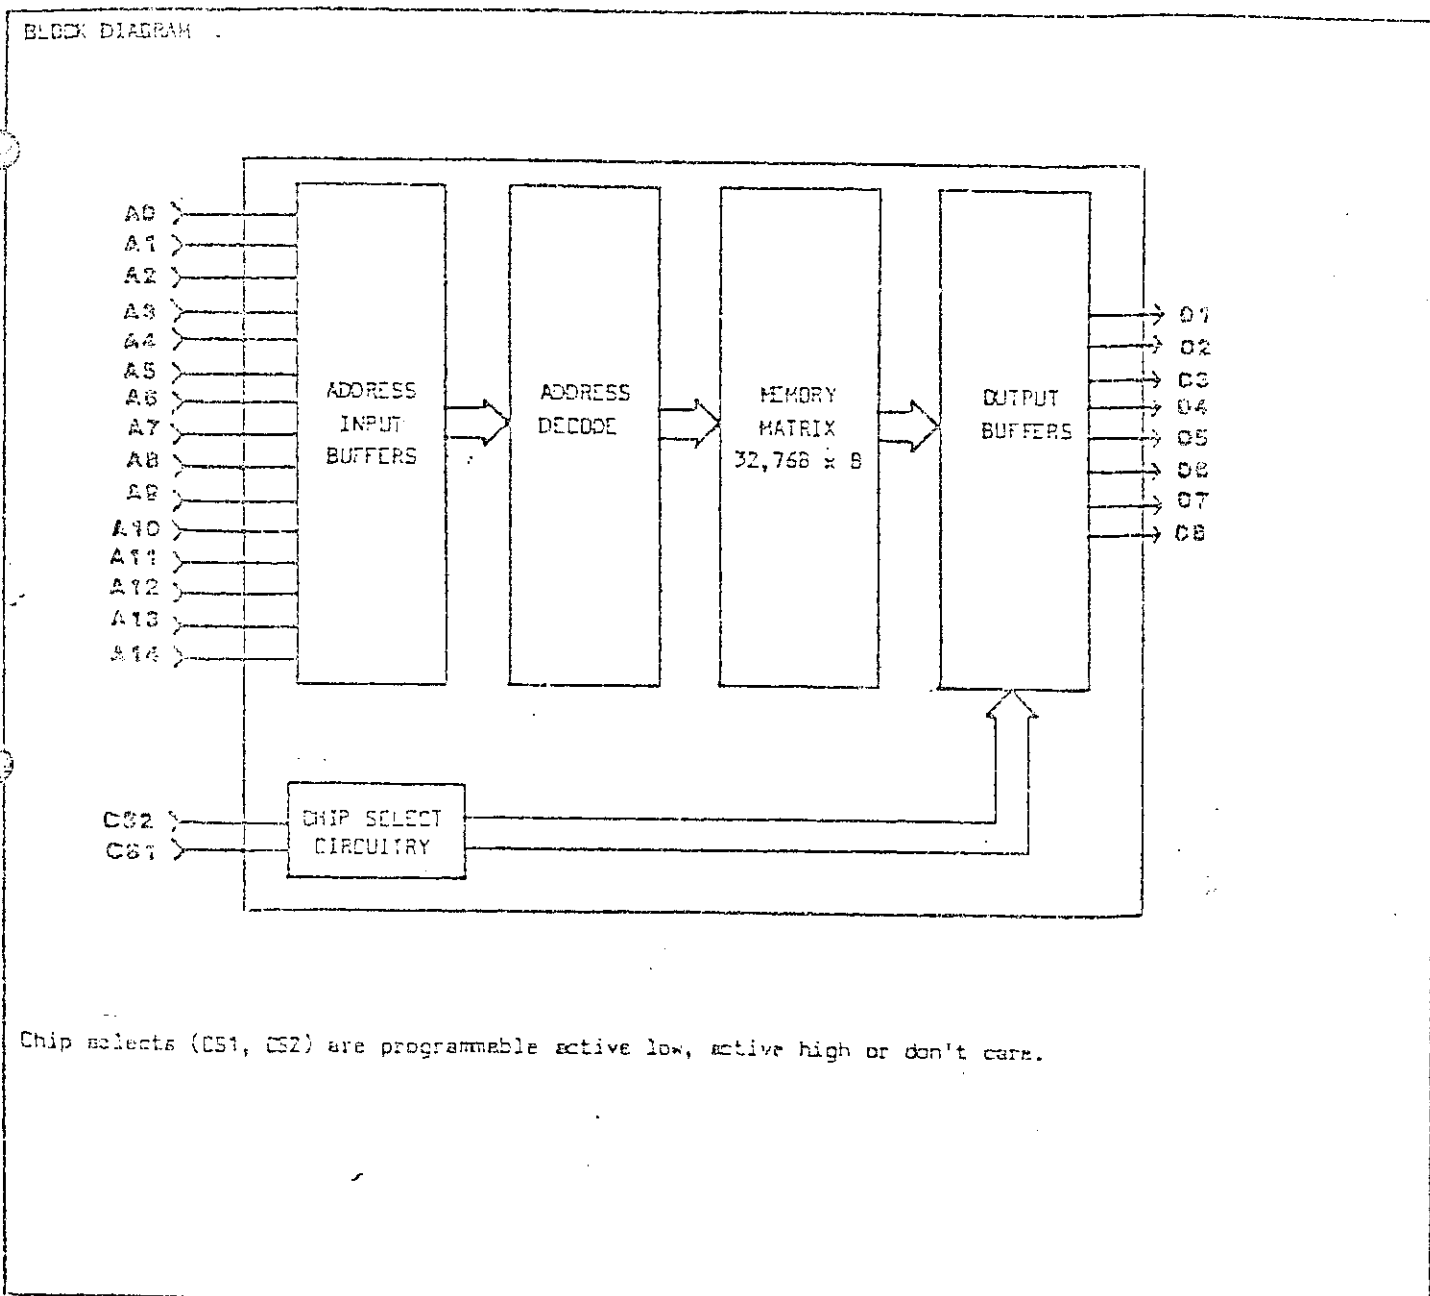 BLOCK DIAGRAM .
A0
A1
A2
A3
A4
A5
A6
A7
A8
A9
A10
A11
A12
A13
A14
ADDRESS
INPUT
BUFFERS
ADDRESS
DECODE
MEMORY
MATRIX
32,768 x 8
OUTPUT
BUFFERS
O1
O2
O3
O4
O5
O6
O7
O8
CS2
CS1
CHIP SELECT
CIRCUITRY
Chip selects (CS1, CS2) are programmable active low, active high or don't care.